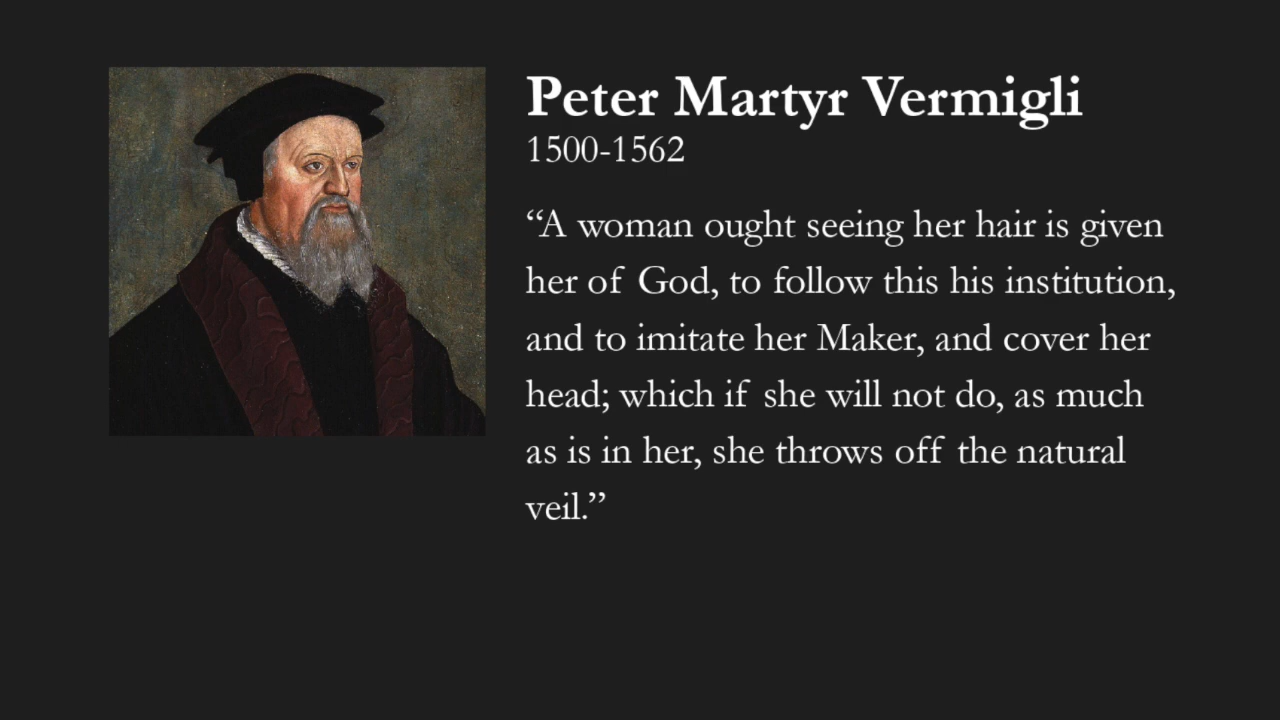 Peter Martyr Vermigli
1500-1562
“A woman ought seeing her hair is given
her of God, to follow this his institution,
and to imitate her Maker, and cover her
head; which if she will not do, as much
as is in her, she throws off the natural
veil.”